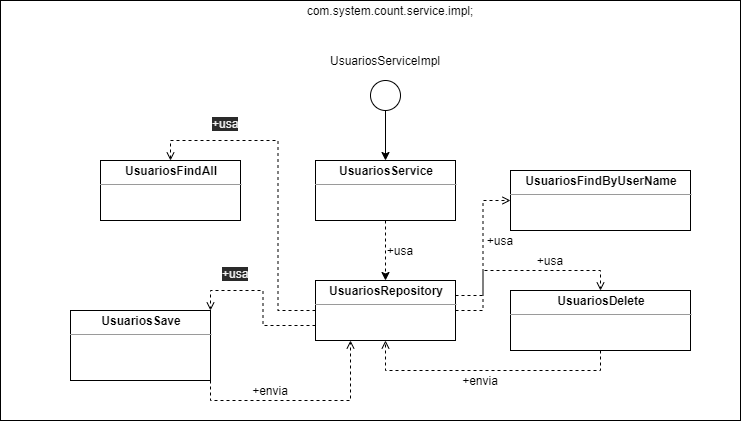 com.system.count.service.impl;
UsuariosServiceImpl
+usa
UsuariosFindAll
UsuariosService
UsuariosFindByUserName
+usa
+usa
+usa
+usa
UsuariosRepository
UsuariosDelete
UsuariosSave
+envia
+envia